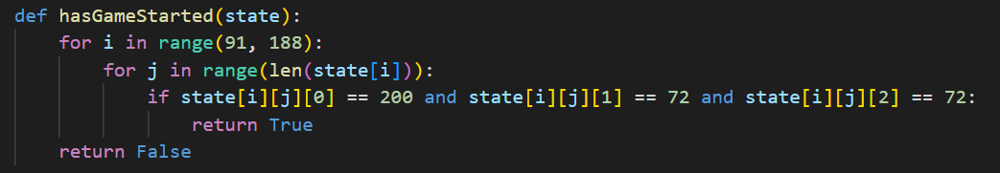 def hasGameStarted(state):
    for i in range(91, 188):
        for j in range(len(state[i])):
            if state[i][j][0] == 200 and state[i][j][1] == 72 and state[i][j][2] == 72:
                return True
    return False